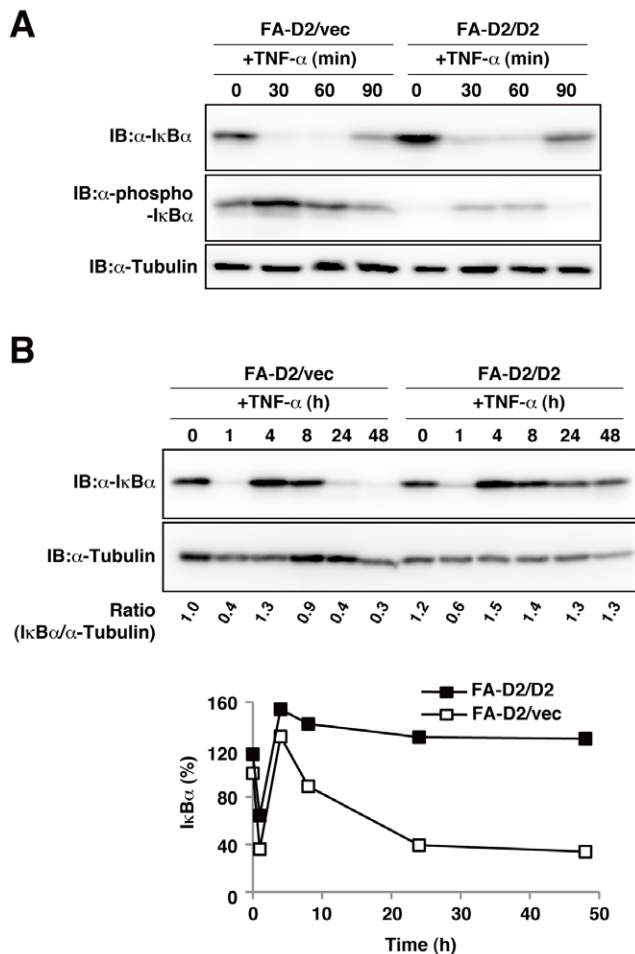 A
FA-D2/vec FA-D2/D2
+TNF-α (min) +TNF-α (min)
0 30 60 90 0 30 60 90
IB:α-IκBα
IB:α-phospho
-IκBα
IB:α-Tubulin
B
FA-D2/vec FA-D2/D2
+TNF-α (h) +TNF-α (h)
0 1 4 8 24 48 0 1 4 8 24 48
IB:α-IκBα
IB:α-Tubulin
Ratio
(IκBα/α-Tubulin)
1.0 0.4 1.3 0.9 0.4 0.3 1.2 0.6 1.5 1.4 1.3 1.3
FA-D2/D2
FA-D2/vec
IκBα (%)
160
120
80
40
0
0 10 20 30 40 50
Time (h)